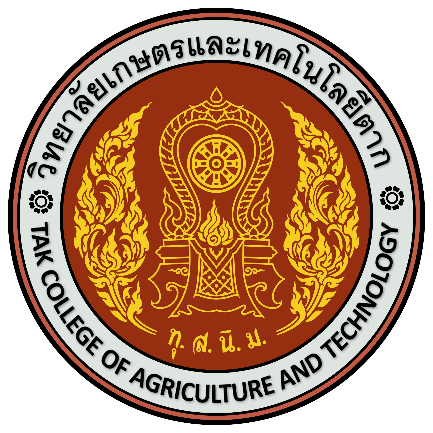 วิทยาลัยเกษตรและเทคโนโลยีตาก
ทุ. ส. นิ. ม.
TAK COLLEGE OF AGRICULTURE AND TECHNOLOGY